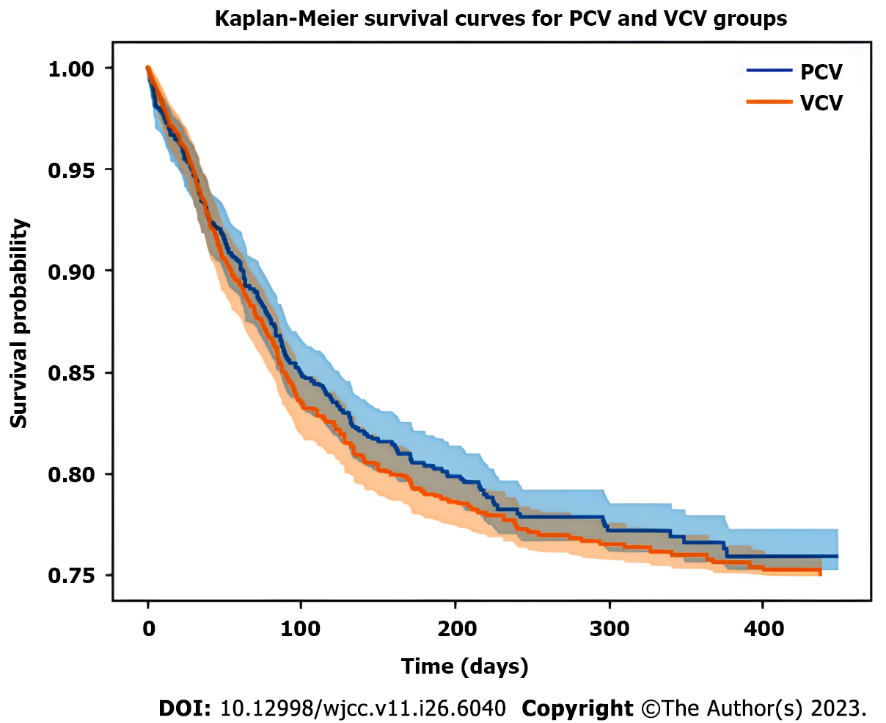 Kaplan-Meier survival curves for PCV and VCV groups
PCV
VCV
1.00
0.95
0.90
0.85
0.80
0.75
Survival probability
0 100 200 300 400
Time (days)
DOI: 10.12998/wjcc.v11.i26.6040 Copyright ©The Author(s) 2023.